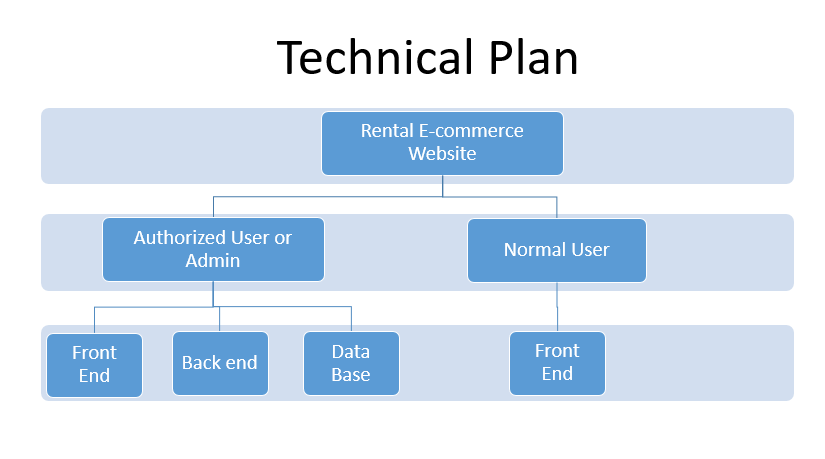 Technical Plan
Rental E-commerce
Website
Authorized User or
Admin
Normal User
Front
End
Back end
Data
Base
Front
End